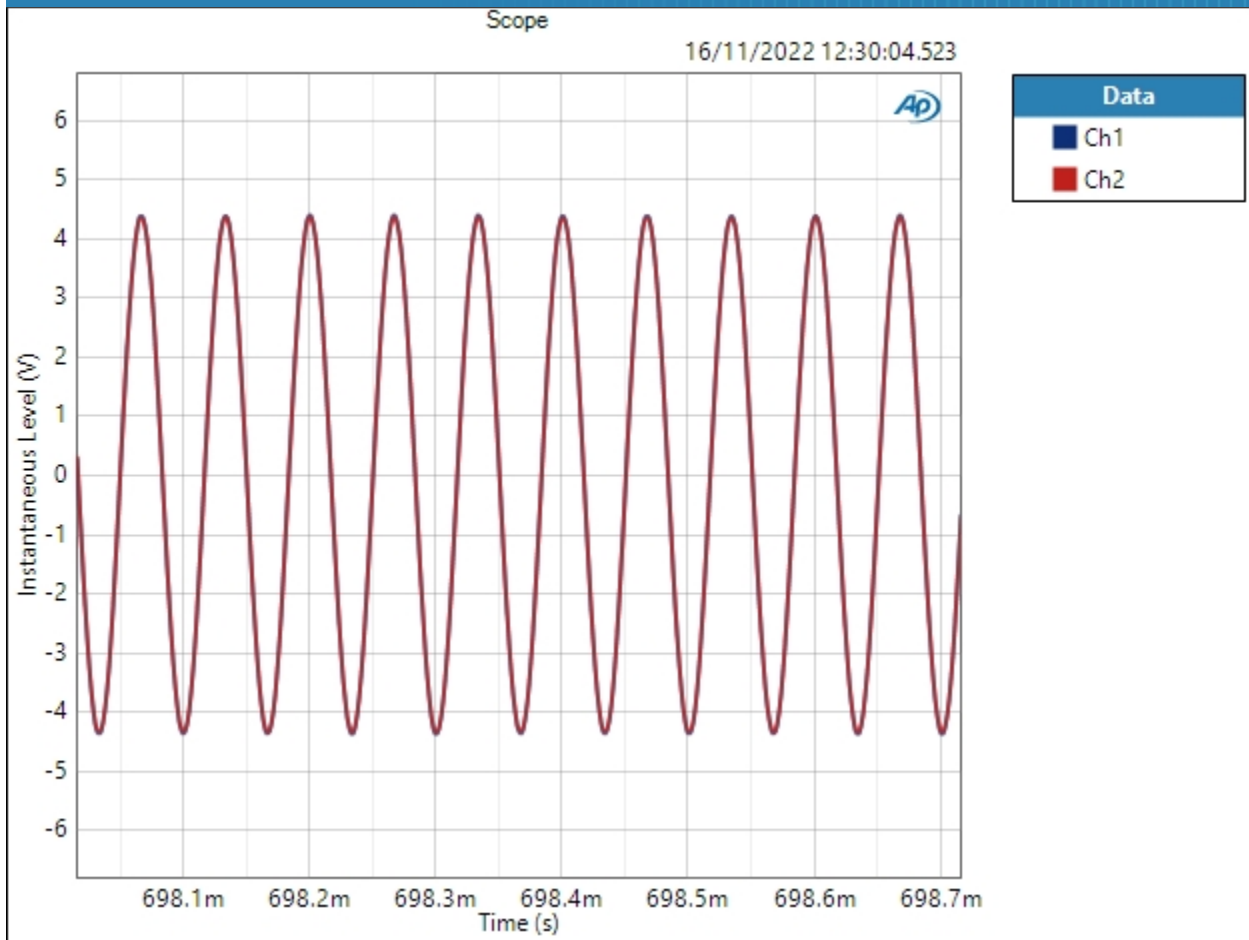 Scope
16/11/2022 12:30:04.523
AP
Data
Ch1
Ch2
Instantaneous Level (V)
6
5
4
3
2
1
0
-1
-2
-3
-4
-5
-6
698.1m 698.2m 698.3m 698.4m 698.5m 698.6m 698.7m
Time (s)